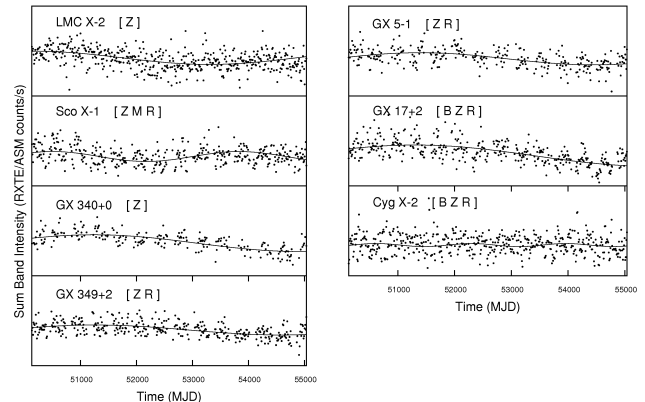 LMC X-2 [ Z ]
Sco X-1 [ Z M R ]
GX 340+0 [ Z ]
GX 349+2 [ Z R ]
Sum Band Intensity (RXTE/ASM counts/s)
51000 52000 53000 54000 55000
Time (MJD)
GX 5-1 [ Z R ]
GX 17+2 [ B Z R ]
Cyg X-2 [ B Z R ]
51000 52000 53000 54000 55000
Time (MJD)